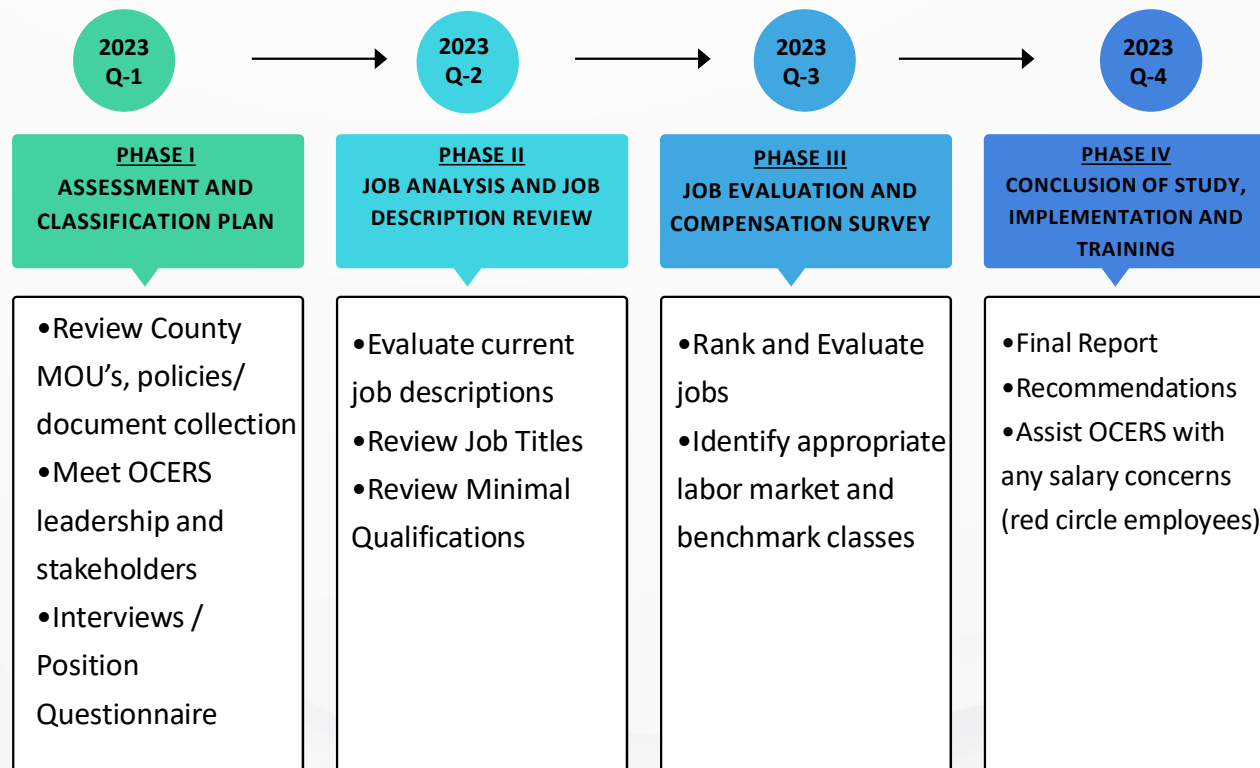 2023
Q-1
2023
Q-2
2023
Q-3
2023
Q-4
PHASE I
ASSESSMENT AND
CLASSIFICATION PLAN
•Review County
MOU's, policies/
document collection
•Meet OCERS
leadership and
stakeholders
•Interviews /
Position
Questionnaire
PHASE II
JOB ANALYSIS AND JOB
DESCRIPTION REVIEW
•Evaluate current
job descriptions
•Review Job Titles
•Review Minimal
Qualifications
PHASE III
JOB EVALUATION AND
COMPENSATION SURVEY
•Rank and Evaluate
jobs
•Identify appropriate
labor market and
benchmark classes
PHASE IV
CONCLUSION OF STUDY,
IMPLEMENTATION AND
TRAINING
•Final Report
•Recommendations
•Assist OCERS with
any salary concerns
(red circle employees)